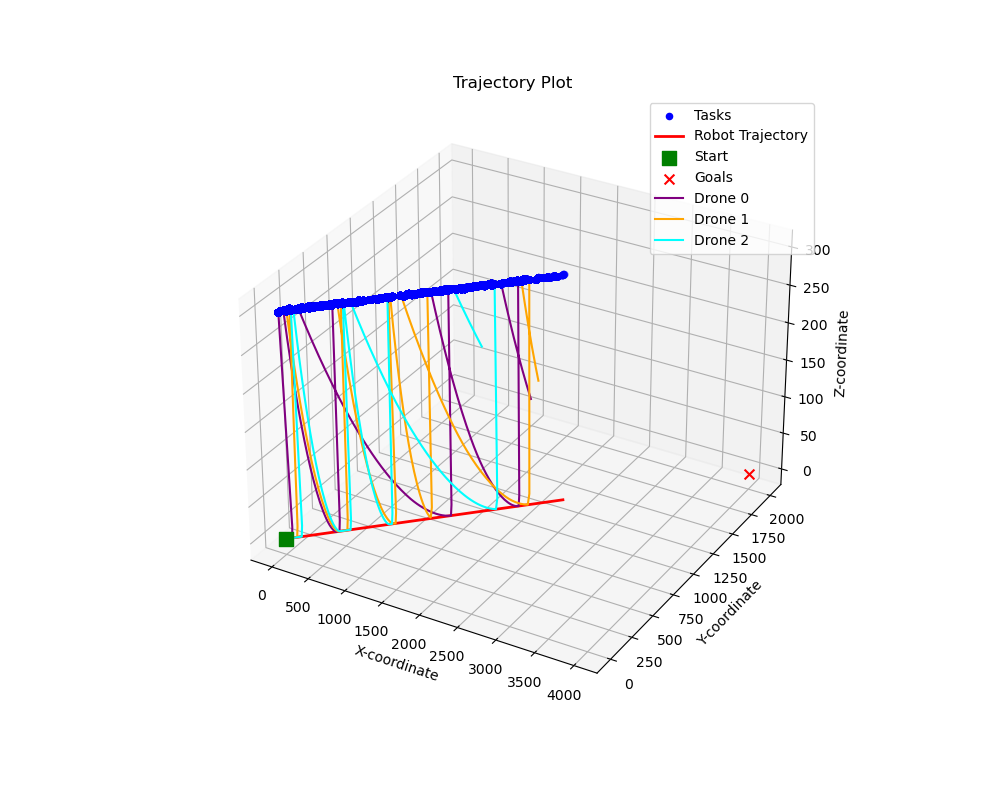 Trajectory Plot
Tasks
Robot Trajectory
Start
Goals
Drone 0
Drone 1
Drone 2
300
250
200
150
100
50
0
Z-coordinate
0
500
1000
1500
2000
2500
3000
3500
4000
X-coordinate
0
250
500
750
1000
1250
1500
1750
2000
Y-coordinate